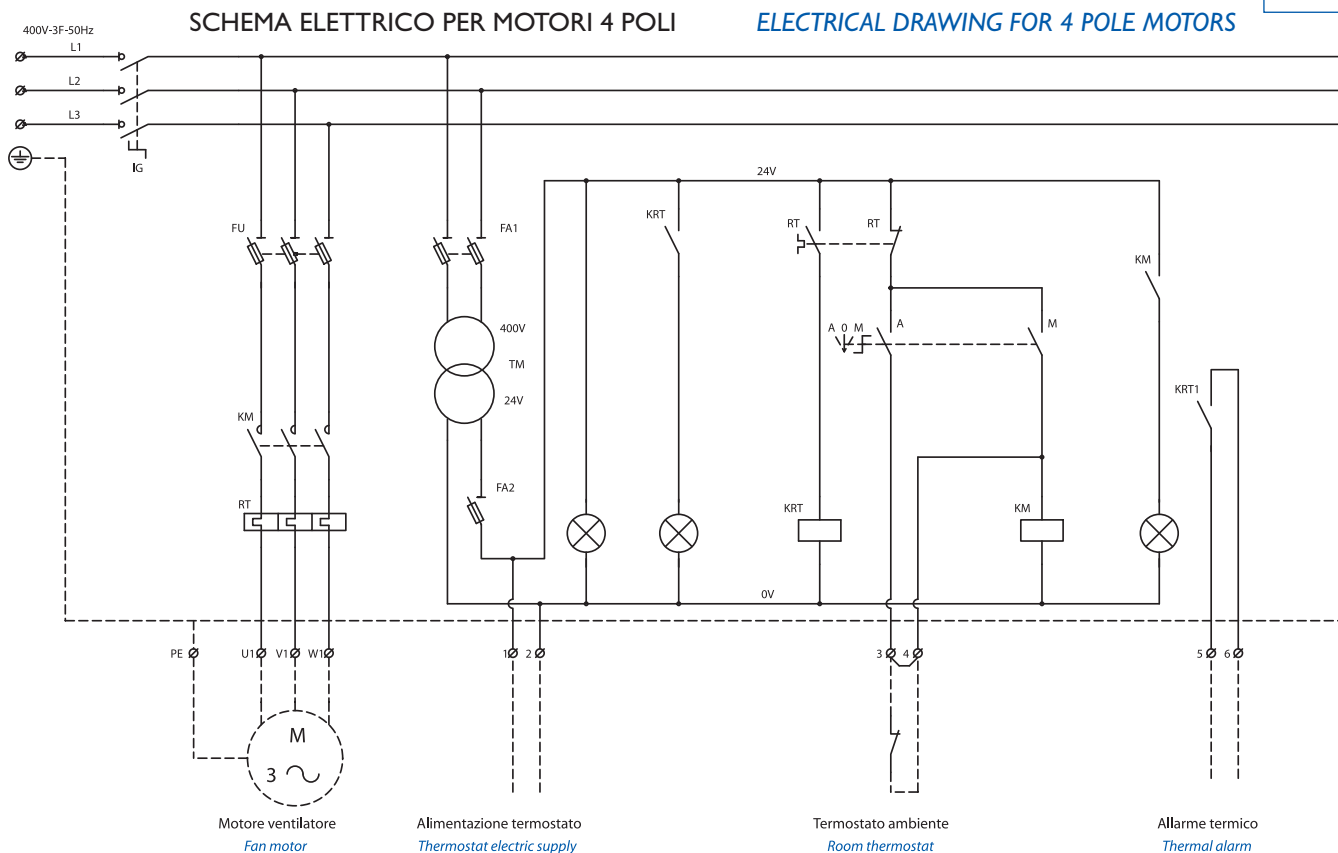 SCHEMA ELETTRICO PER MOTORI 4 POLI
ELECTRICAL DRAWING FOR 4 POLE MOTORS
400V-3F-50Hz
L1
L2
L3
IG
24V
FU
FA1
KRT
RT
RT
KM
400V
TM
24V
A 0 M
A
M
KM
KRT1
RT
FA2
KRT
KM
0V
PE
U1
V1
W1
1
2
3
4
5
6
M
3
Motore ventilatore
Fan motor
Alimentazione termostato
Thermostat electric supply
Termostato ambiente
Room thermostat
Allarme termico
Thermal alarm